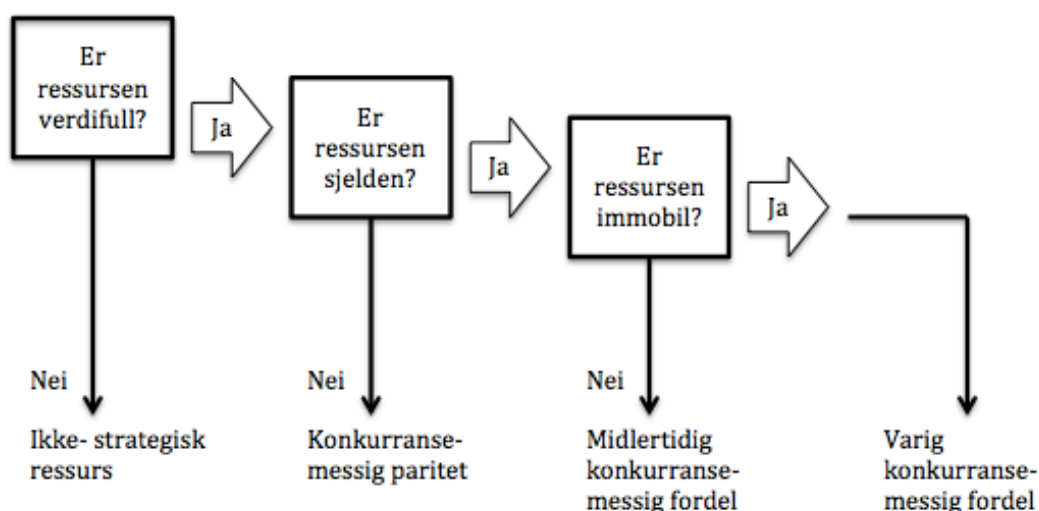 Er
ressursen
verdifull?
Ja
Er
ressursen
sjelden?
Ja
Er
ressursen
immobil?
Ja
Nei
Ikke- strategisk
ressurs
Nei
Konkurranse-
messig paritet
Nei
Midlertidig
konkurranse-
messig fordel
Varig
konkurranse-
messig fordel